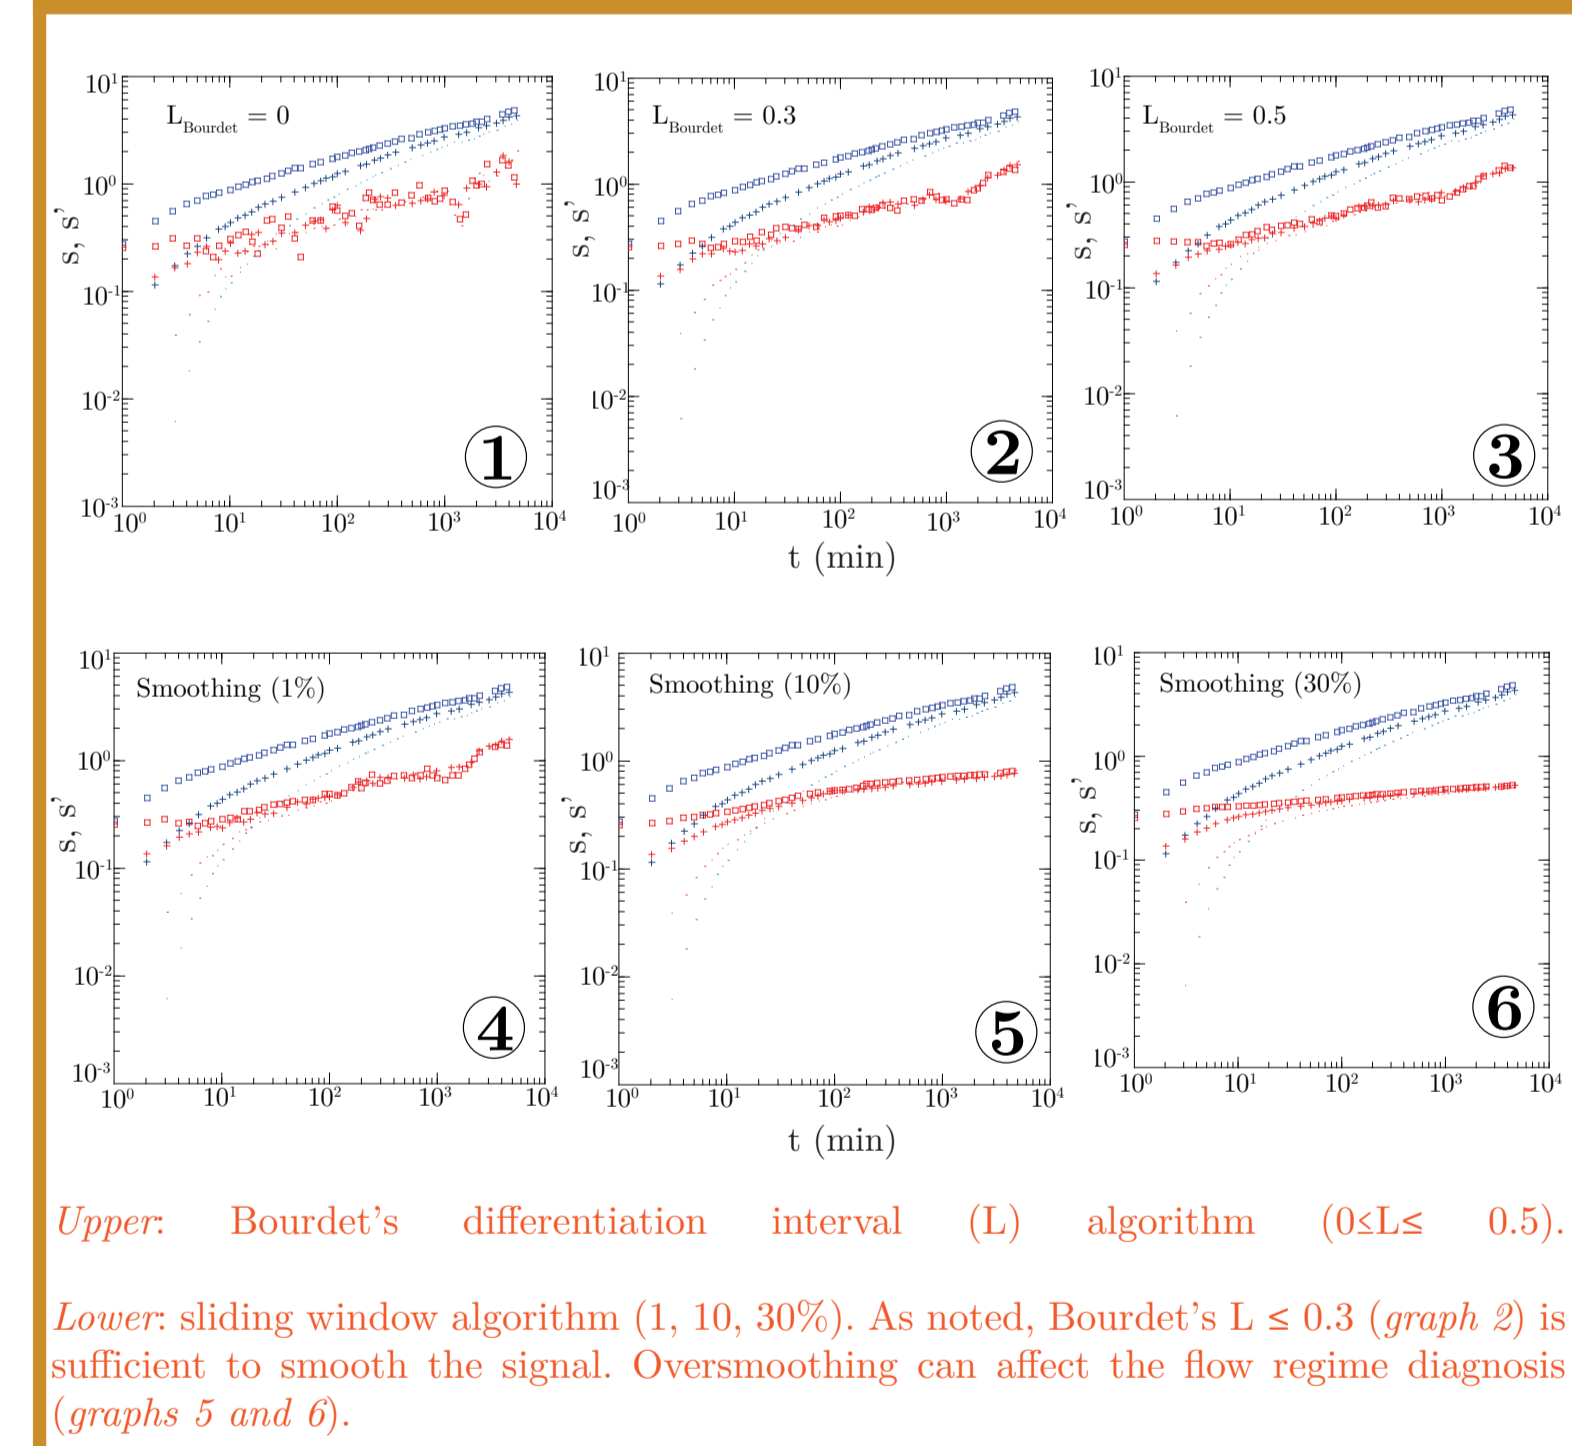 L_Bourdet = 0
L_Bourdet = 0.3
L_Bourdet = 0.5
10¹ 10¹ 10¹
10⁰ 10⁰ 10⁰
s, s’ s, s’ s, s’
10⁻¹ 10⁻¹ 10⁻¹
10⁻² 10⁻² 10⁻²
1 2 3
10⁻³ 10⁻³ 10⁻³
10⁰ 10¹ 10² 10³ 10⁴ 10⁰ 10¹ 10² 10³ 10⁴ 10⁰ 10¹ 10² 10³ 10⁴
t (min)
Smoothing (1%)
Smoothing (10%)
Smoothing (30%)
10¹ 10¹ 10¹
10⁰ 10⁰ 10⁰
s, s’ s, s’ s, s’
10⁻¹ 10⁻¹ 10⁻¹
10⁻² 10⁻² 10⁻²
4 5 6
10⁻³ 10⁻³ 10⁻³
10⁰ 10¹ 10² 10³ 10⁴ 10⁰ 10¹ 10² 10³ 10⁴ 10⁰ 10¹ 10² 10³ 10⁴
t (min)
Upper: Bourdet's differentiation interval (L) algorithm (0≤L≤ 0.5).
Lower: sliding window algorithm (1, 10, 30%). As noted, Bourdet's L ≤ 0.3 (graph 2) is
sufficient to smooth the signal. Oversmoothing can affect the flow regime diagnosis
(graphs 5 and 6).